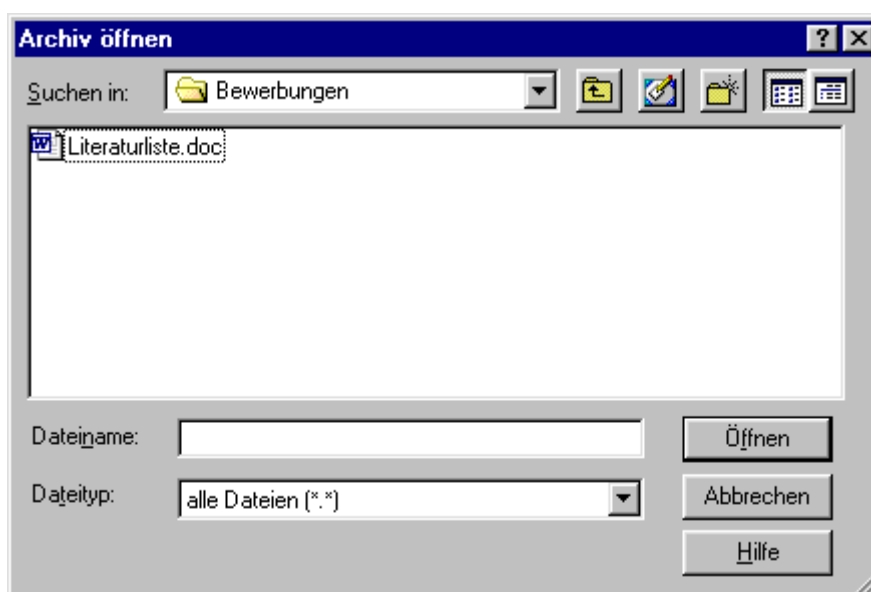 Archiv öffnen
Suchen in: Bewerbungen
Literaturliste.doc
Dateiname: Öffnen
Dateityp: alle Dateien (*.*) Abbrechen
Hilfe